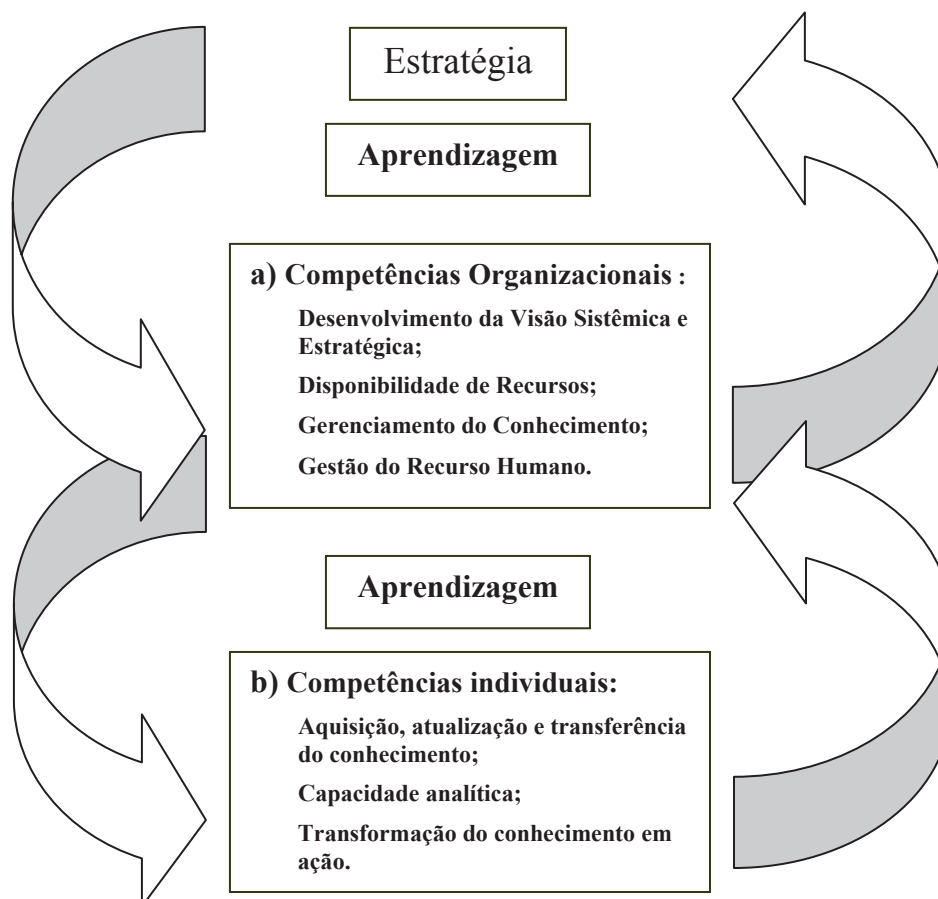 Estratégia
Aprendizagem
a) Competências Organizacionais :
Desenvolvimento da Visão Sistêmica e
Estratégica;
Disponibilidade de Recursos;
Gerenciamento do Conhecimento;
Gestão do Recurso Humano.
Aprendizagem
b) Competências individuais:
Aquisição, atualização e transferência
do conhecimento;
Capacidade analítica;
Transformação do conhecimento em
ação.